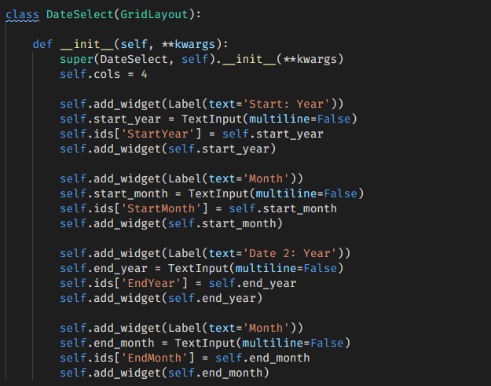 class DateSelect(GridLayout):
def __init__(self, **kwargs):
super(DateSelect, self).__init__(**kwargs)
self.cols = 4
self.add_widget(Label(text='Start: Year'))
self.start_year = TextInput(multiline=False)
self.ids['StartYear'] = self.start_year
self.add_widget(self.start_year)
self.add_widget(Label(text='Month'))
self.start_month = TextInput(multiline=False)
self.ids['StartMonth'] = self.start_month
self.add_widget(self.start_month)
self.add_widget(Label(text='Date 2: Year'))
self.end_year = TextInput(multiline=False)
self.ids['EndYear'] = self.end_year
self.add_widget(self.end_year)
self.add_widget(Label(text='Month'))
self.end_month = TextInput(multiline=False)
self.ids['EndMonth'] = self.end_month
self.add_widget(self.end_month)